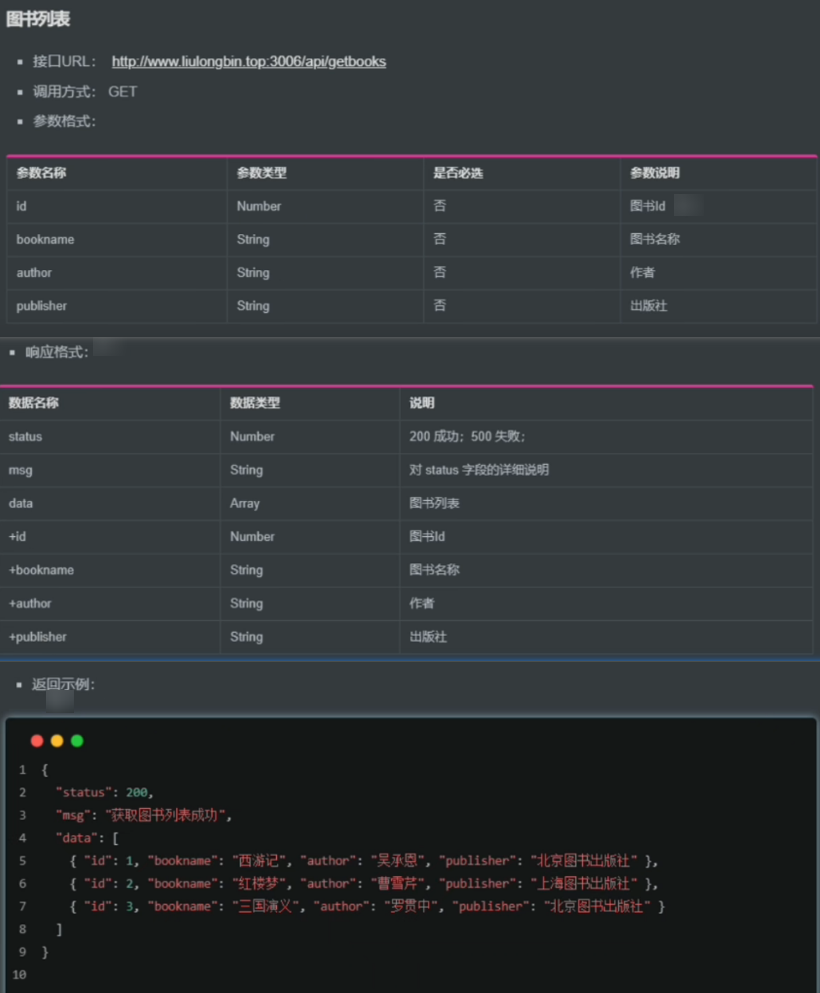 图书列表
▪ 接口URL： http://www.liulongbin.top:3006/api/getbooks
▪ 调用方式： GET
▪ 参数格式：
参数名称 参数类型 是否必选 参数说明
id Number 否 图书Id
bookname String 否 图书名称
author String 否 作者
publisher String 否 出版社
▪ 响应格式：
数据名称 数据类型 说明
status Number 200 成功；500 失败；
msg String 对 status 字段的详细说明
data Array 图书列表
+id Number 图书Id
+bookname String 图书名称
+author String 作者
+publisher String 出版社
▪ 返回示例：
1 {
2 "status": 200,
3 "msg": "获取图书列表成功",
4 "data": [
5 { "id": 1, "bookname": "西游记", "author": "吴承恩", "publisher": "北京图书出版社" },
6 { "id": 2, "bookname": "红楼梦", "author": "曹雪芹", "publisher": "上海图书出版社" },
7 { "id": 3, "bookname": "三国演义", "author": "罗贯中", "publisher": "北京图书出版社" }
8 ]
9 }
10